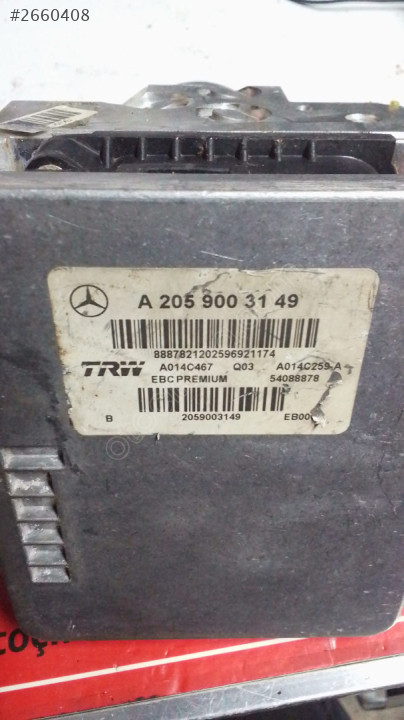 #2660408
A 205 900 31 49
8887821202596921174
TRW A014C467 Q03 A014C259-A
EBC PREMIUM 54088878
B 2059003149 EB00